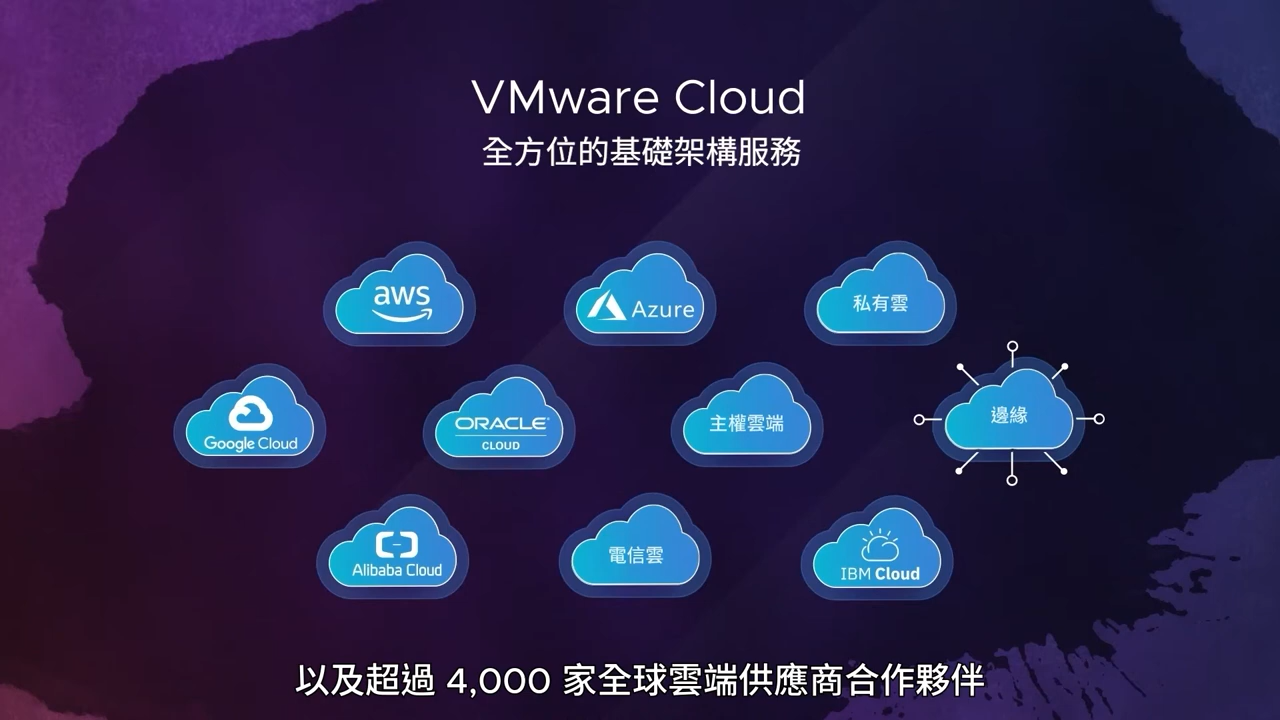 VMware Cloud
全方位的基礎架構服務
aws
Azure
私有雲
Google Cloud
ORACLE
CLOUD
主權雲端
邊緣
Alibaba Cloud
電信雲
IBM Cloud
以及超過 4,000 家全球雲端供應商合作夥伴